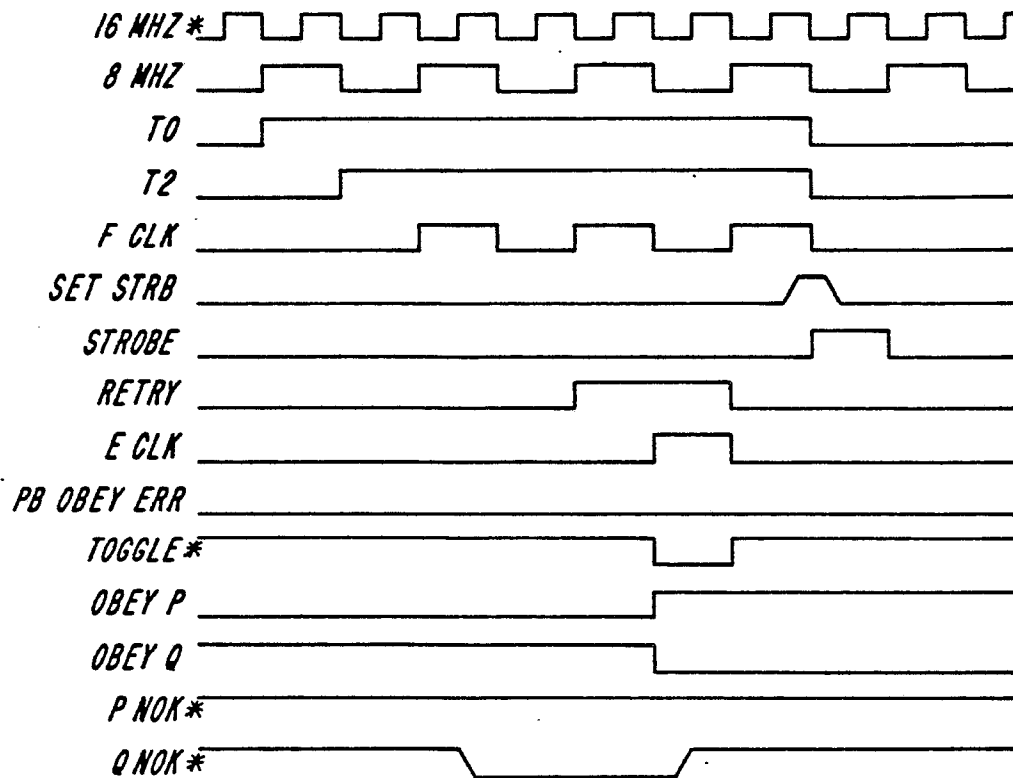 16 MHZ*
8 MHZ
T0
T2
F CLK
SET STRB
STROBE
RETRY
E CLK
PB OBEY ERR
TOGGLE*
OBEY P
OBEY Q
P NOK*
Q NOK*